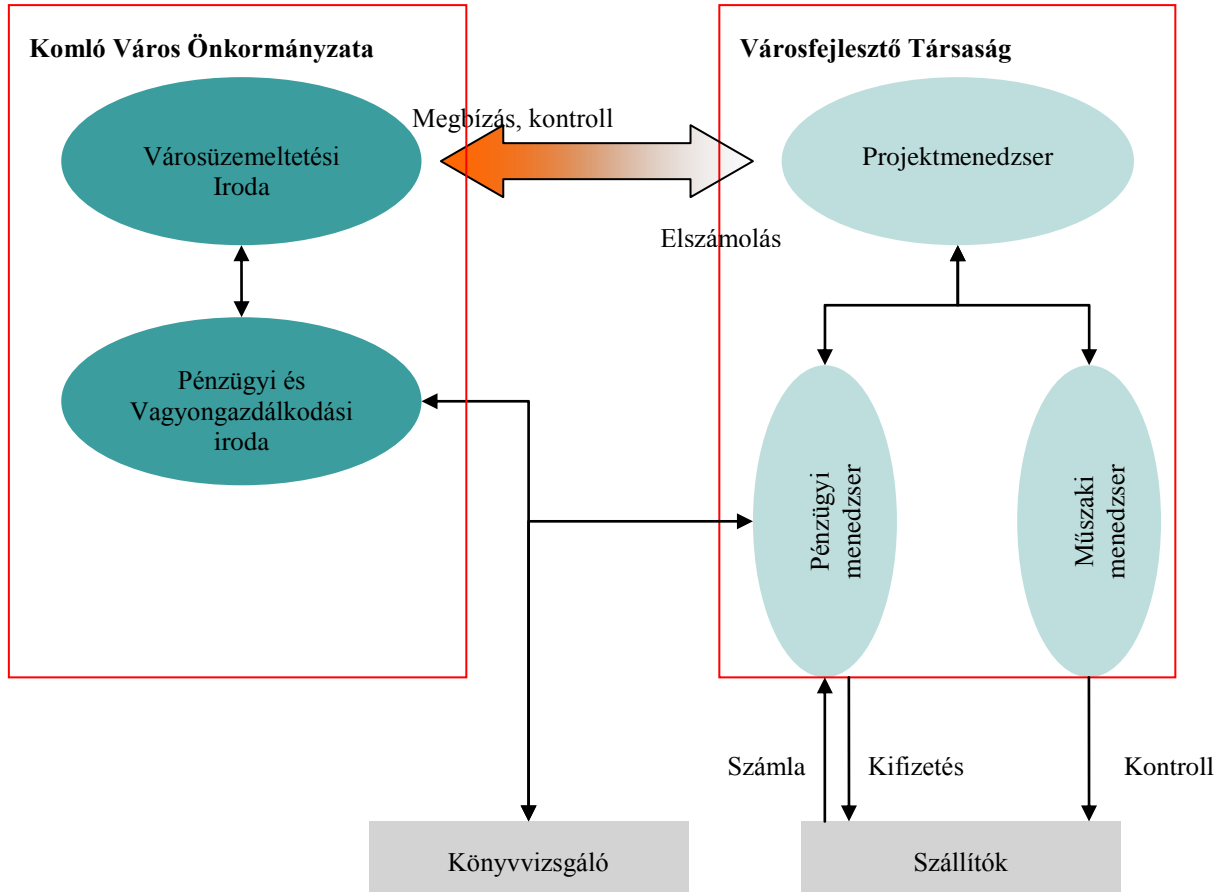 Komló Város Önkormányzata
Városfejlesztő Társaság
Megbízás, kontroll
Városüzemeltetési
Iroda
Projektmenedzser
Elszámolás
Pénzügyi és
Vagyongazdálkodási
iroda
Pénzügyi
menedzser
Műszaki
menedzser
Számla
Kifizetés
Kontroll
Könyvvizsgáló
Szállítók